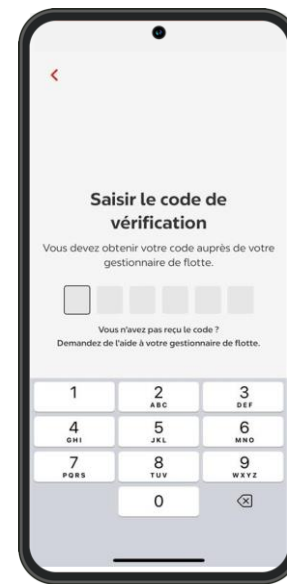 Saisir le code de
vérification
Vous devez obtenir votre code auprès de votre
gestionnaire de flotte.
Vous n'avez pas reçu le code ?
Demandez de l'aide à votre gestionnaire de flotte.
1 2 3
ABC DEF
4 5 6
GHI JKL MNO
7 8 9
PQRS TUV WXYZ
0